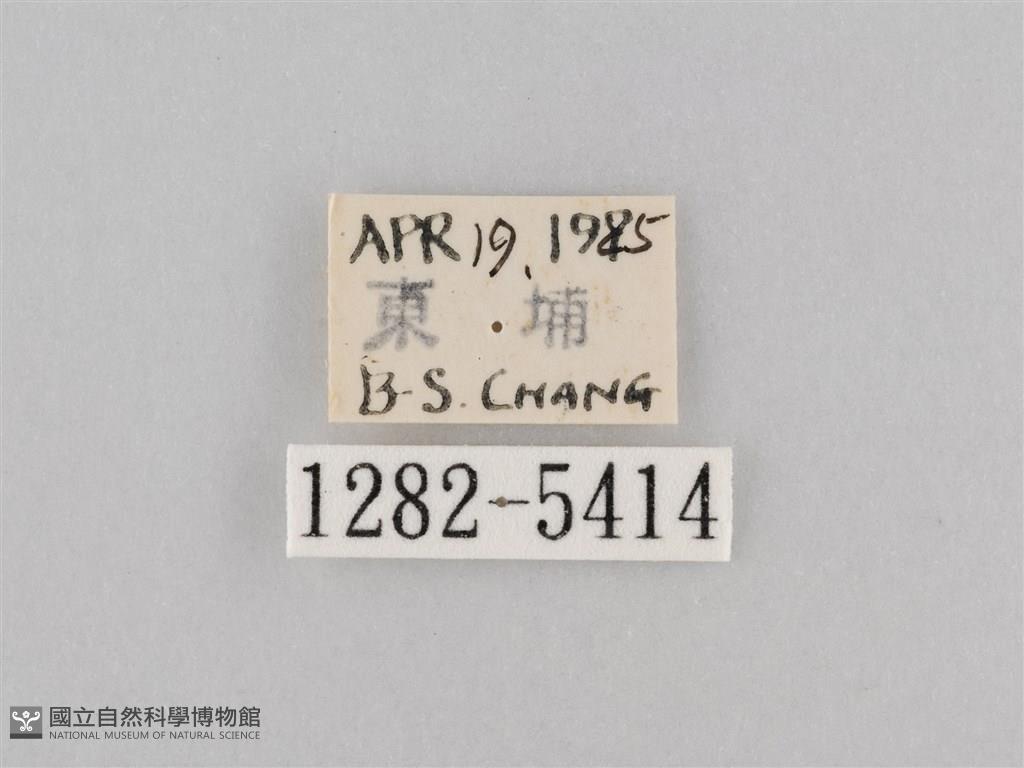 APR 19, 1985
東 埔
B-S. CHANG
1282-5414
國立自然科學博物館
NATIONAL MUSEUM OF NATURAL SCIENCE